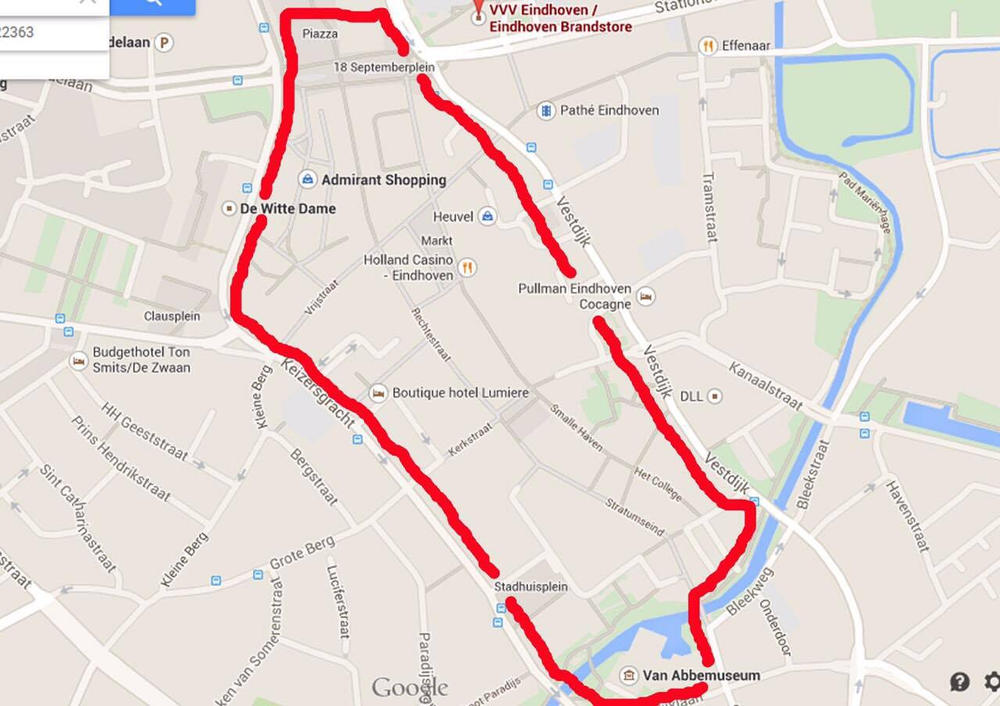 22363
VVV Eindhoven /
Eindhoven Brandstore
delaan
P
Piazza
Effenaar
18 Septemberplein
elaan
g
Pathé Eindhoven
straat
Admirant Shopping
De Witte Dame
Heuvel
Vestdijk
Tramstraat
Pad Mariënhage
Markt
Holland Casino
- Eindhoven
Pullman Eindhoven
Cocagne
Vrijstraat
Clausplein
Rechtestraat
Budgethotel Ton
Smits/De Zwaan
Keizersgracht
Kleine Berg
Boutique hotel Lumiere
Vestdijk
Kanaalstraat
DLL
Smalle Haven
HH Geeststraat
Prins Hendrikstraat
Kerkstraat
Bergstraat
Het College
Vestdijk
Bleekstraat
Sint Catharinastraat
Stratumseind
Havenstraat
Kleine Berg
Grote Berg
Luciferstraat
Stadhuisplein
Bleekweg
Onderdoor
straat
ken van Somerenstraat
Paradijs
Google
oot Paradijs
Van Abbemuseum
?